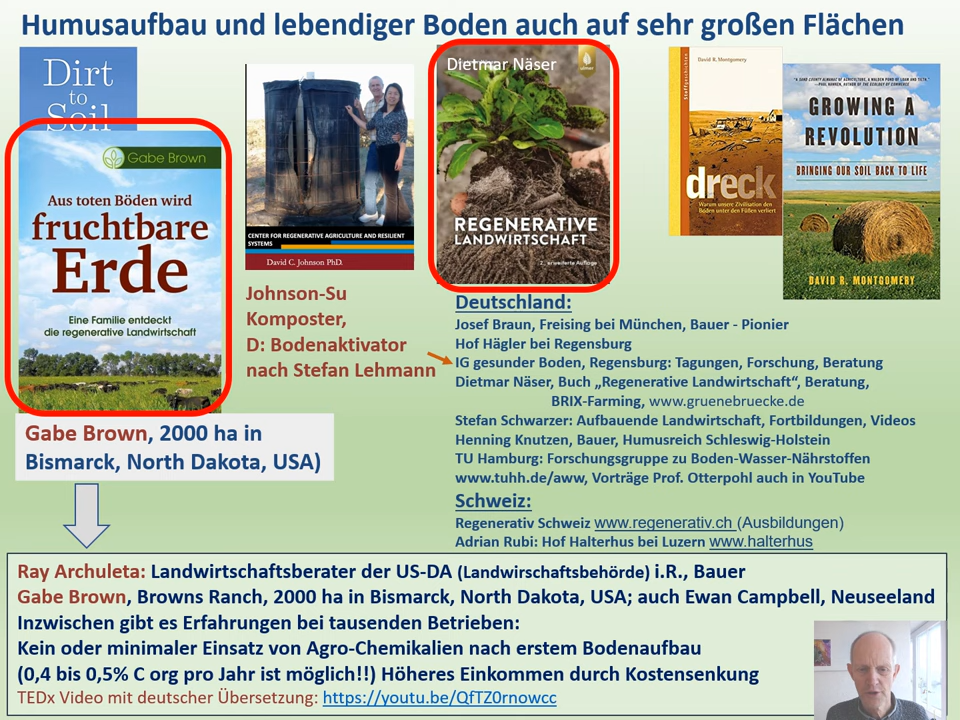 Humusaufbau und lebendiger Boden auch auf sehr großen Flächen
Dirt
to
Soil
Gabe Brown
Aus toten Böden wird
fruchtbare
Erde
Eine Familie entdeckt
die regenerative Landwirtschaft
Gabe Brown, 2000 ha in
Bismarck, North Dakota, USA)
CENTER FOR REGENERATIVE AGRICULTURE AND RESILIENT
SYSTEMS
David C. Johnson PhD.
Johnson-Su
Komposter,
D: Bodenaktivator
nach Stefan Lehmann
Dietmar Näser
ulmer
REGENERATIVE
LANDWIRTSCHAFT
2., erweiterte Auflage
David R. Montgomery
dreck
Warum unsere Zivilisation den
Boden unter den Füßen verliert
GROWING A
REVOLUTION
BRINGING OUR SOIL BACK TO LIFE
DAVID R. MONTGOMERY
Deutschland:
Josef Braun, Freising bei München, Bauer - Pionier
Hof Hägler bei Regensburg
IG gesunder Boden, Regensburg: Tagungen, Forschung, Beratung
Dietmar Näser, Buch „Regenerative Landwirtschaft“, Beratung,
BRIX-Farming, www.gruenebruecke.de
Stefan Schwarzer: Aufbauende Landwirtschaft, Fortbildungen, Videos
Henning Knutzen, Bauer, Humusreich Schleswig-Holstein
TU Hamburg: Forschungsgruppe zu Boden-Wasser-Nährstoffen
www.tuhh.de/aww, Vorträge Prof. Otterpohl auch in YouTube
Schweiz:
Regenerativ Schweiz www.regenerativ.ch (Ausbildungen)
Adrian Rubi: Hof Halterhus bei Luzern www.halterhus
Ray Archuleta: Landwirtschaftsberater der US-DA (Landwirschaftsbehörde) i.R., Bauer
Gabe Brown, Browns Ranch, 2000 ha in Bismarck, North Dakota, USA; auch Ewan Campbell, Neuseeland
Inzwischen gibt es Erfahrungen bei tausenden Betrieben:
Kein oder minimaler Einsatz von Agro-Chemikalien nach erstem Bodenaufbau
(0,4 bis 0,5% C org pro Jahr ist möglich!!) Höheres Einkommen durch Kostensenkung
TEDx Video mit deutscher Übersetzung: https://youtu.be/QfTZ0rnowcc